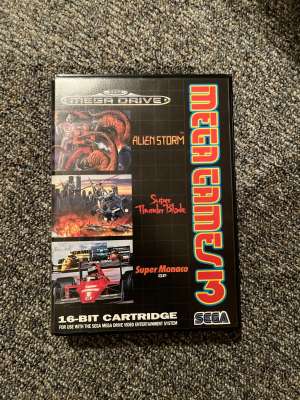 SEGA
MEGA DRIVE
MEGA GAMES 3
ALIEN STORM™
Super
Thunder Blade
Super Monaco
GP
16-BIT CARTRIDGE
FOR USE WITH THE SEGA MEGA DRIVE VIDEO ENTERTAINMENT SYSTEM
SEGA